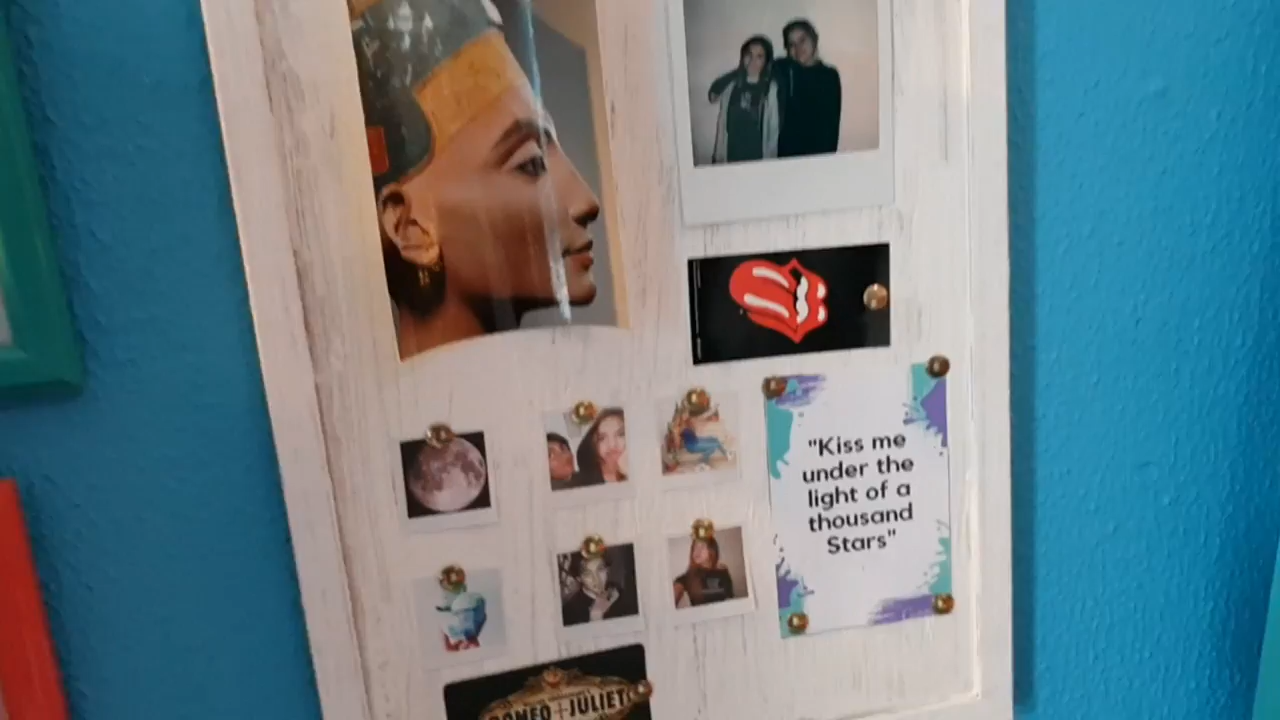 "Kiss me
under the
light of a
thousand
Stars"
ROMEO+JULIET